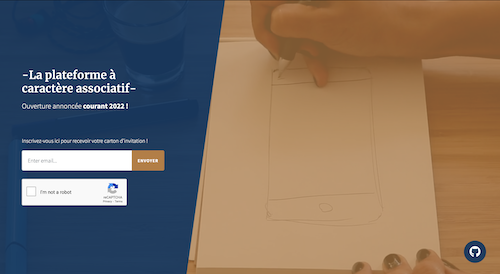 -La plateforme à
caractère associatif-
Ouverture annoncée courant 2022 !
Inscrivez-vous ici pour recevoir votre carton d'invitation !
Enter email...
ENVOYER
I'm not a robot
reCAPTCHA
Privacy - Terms